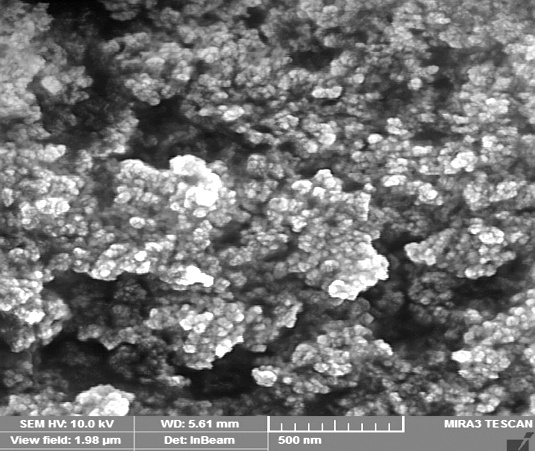 SEM HV: 10.0 kV WD: 5.61 mm MIRA3 TESCAN
View field: 1.98 µm Det: InBeam 500 nm